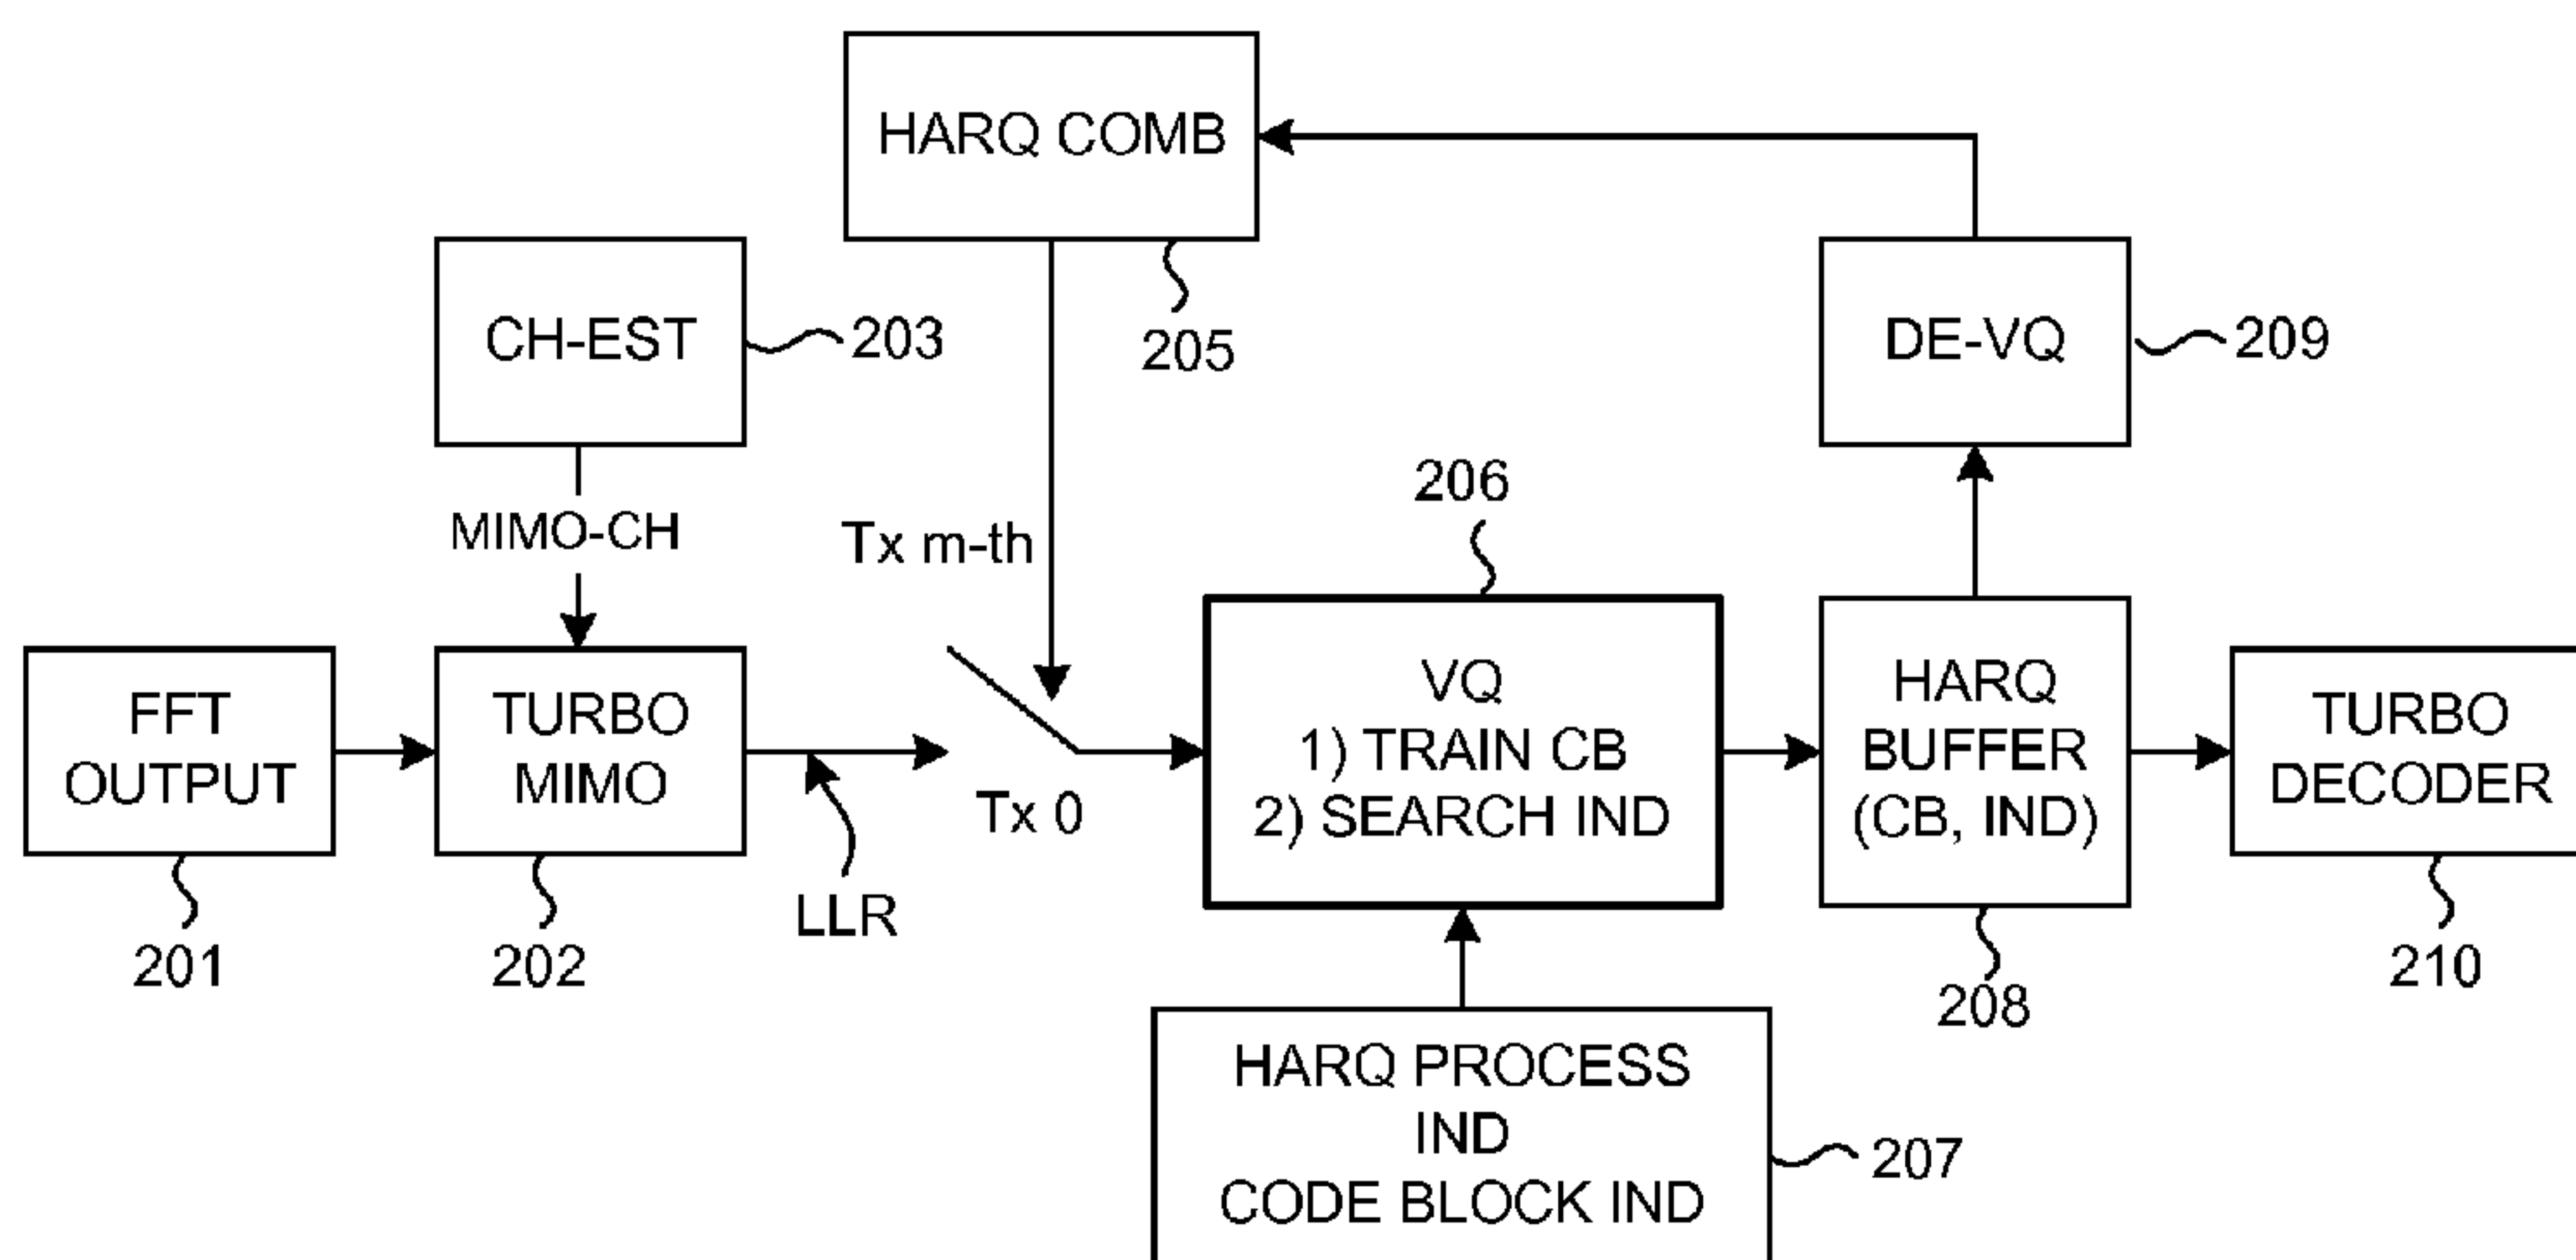 HARQ COMB
205
CH-EST
203
DE-VQ
209
MIMO-CH
Tx m-th
206
FFT
OUTPUT
201
TURBO
MIMO
202
LLR
Tx 0
VQ
1) TRAIN CB
2) SEARCH IND
HARQ
BUFFER
(CB, IND)
208
TURBO
DECODER
210
HARQ PROCESS
IND
CODE BLOCK IND
207